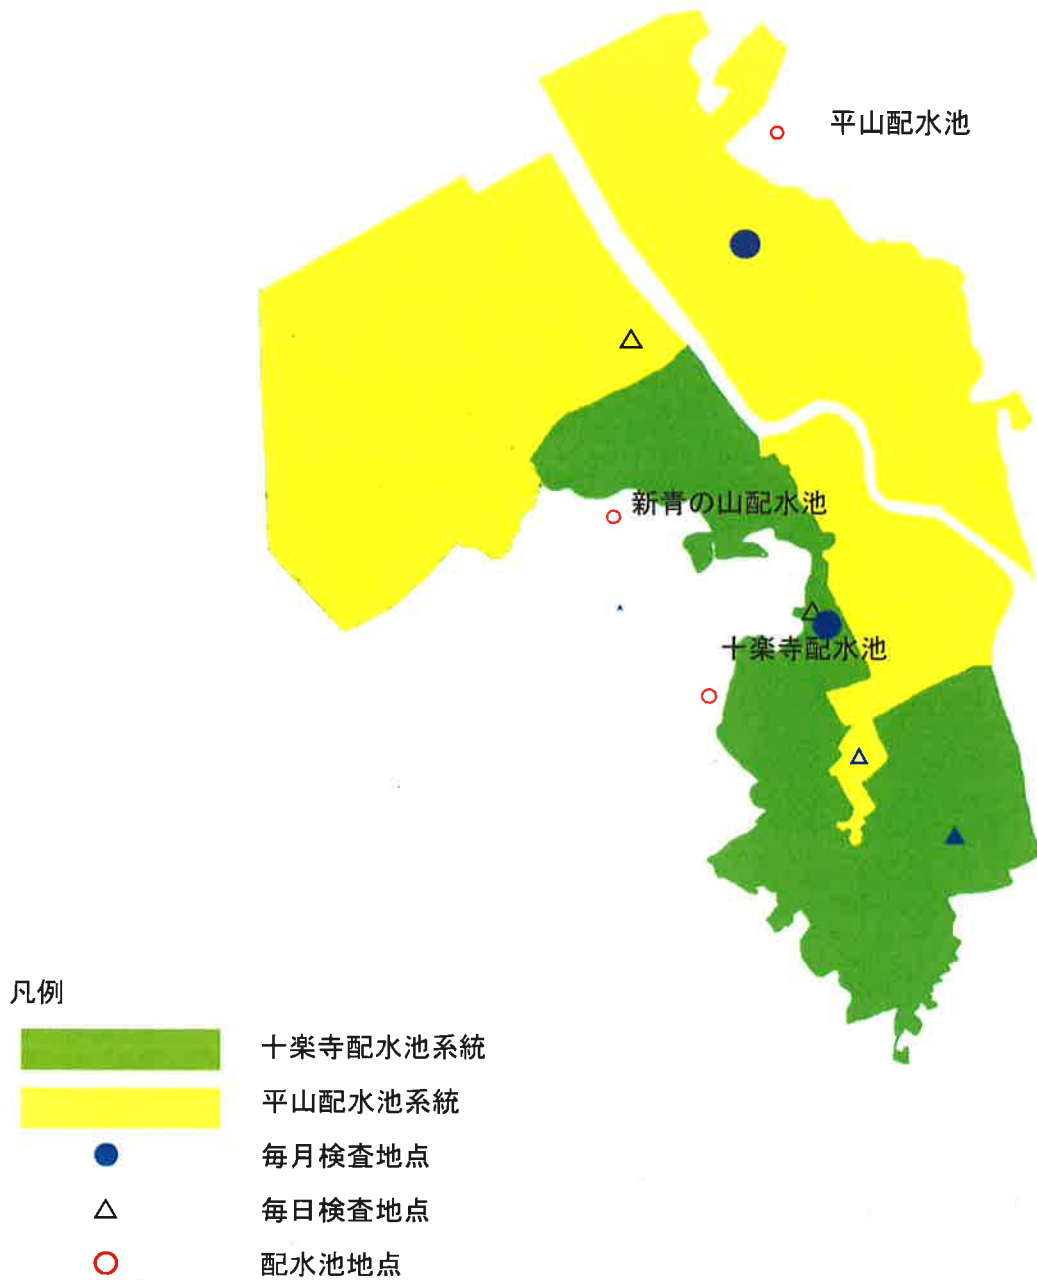 平山配水池
新青の山配水池
十楽寺配水池
凡例
十楽寺配水池系統
平山配水池系統
毎月検査地点
毎日検査地点
配水池地点